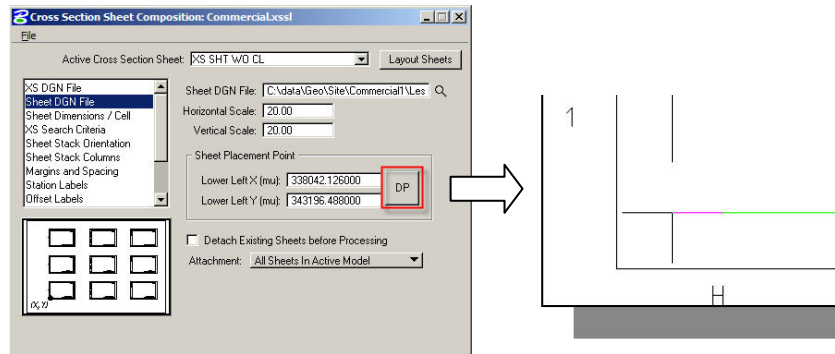 Cross Section Sheet Composition: Commercial.xssl
File
Active Cross Section Sheet: XS SHT WO CL
Layout Sheets
XS DGN File
Sheet DGN File
Sheet Dimensions / Cell
XS Search Criteria
Sheet Stack Orientation
Sheet Stack Columns
Margins and Spacing
Station Labels
Offset Labels
Sheet DGN File: C:\data\Geo\Site\Commercial1\Les
Horizontal Scale: 20.00
Vertical Scale: 20.00
Sheet Placement Point
Lower Left X (mu): 338042.126000
Lower Left Y (mu): 343196.488000
DP
Detach Existing Sheets before Processing
Attachment: All Sheets In Active Model
(X,Y)
1
H